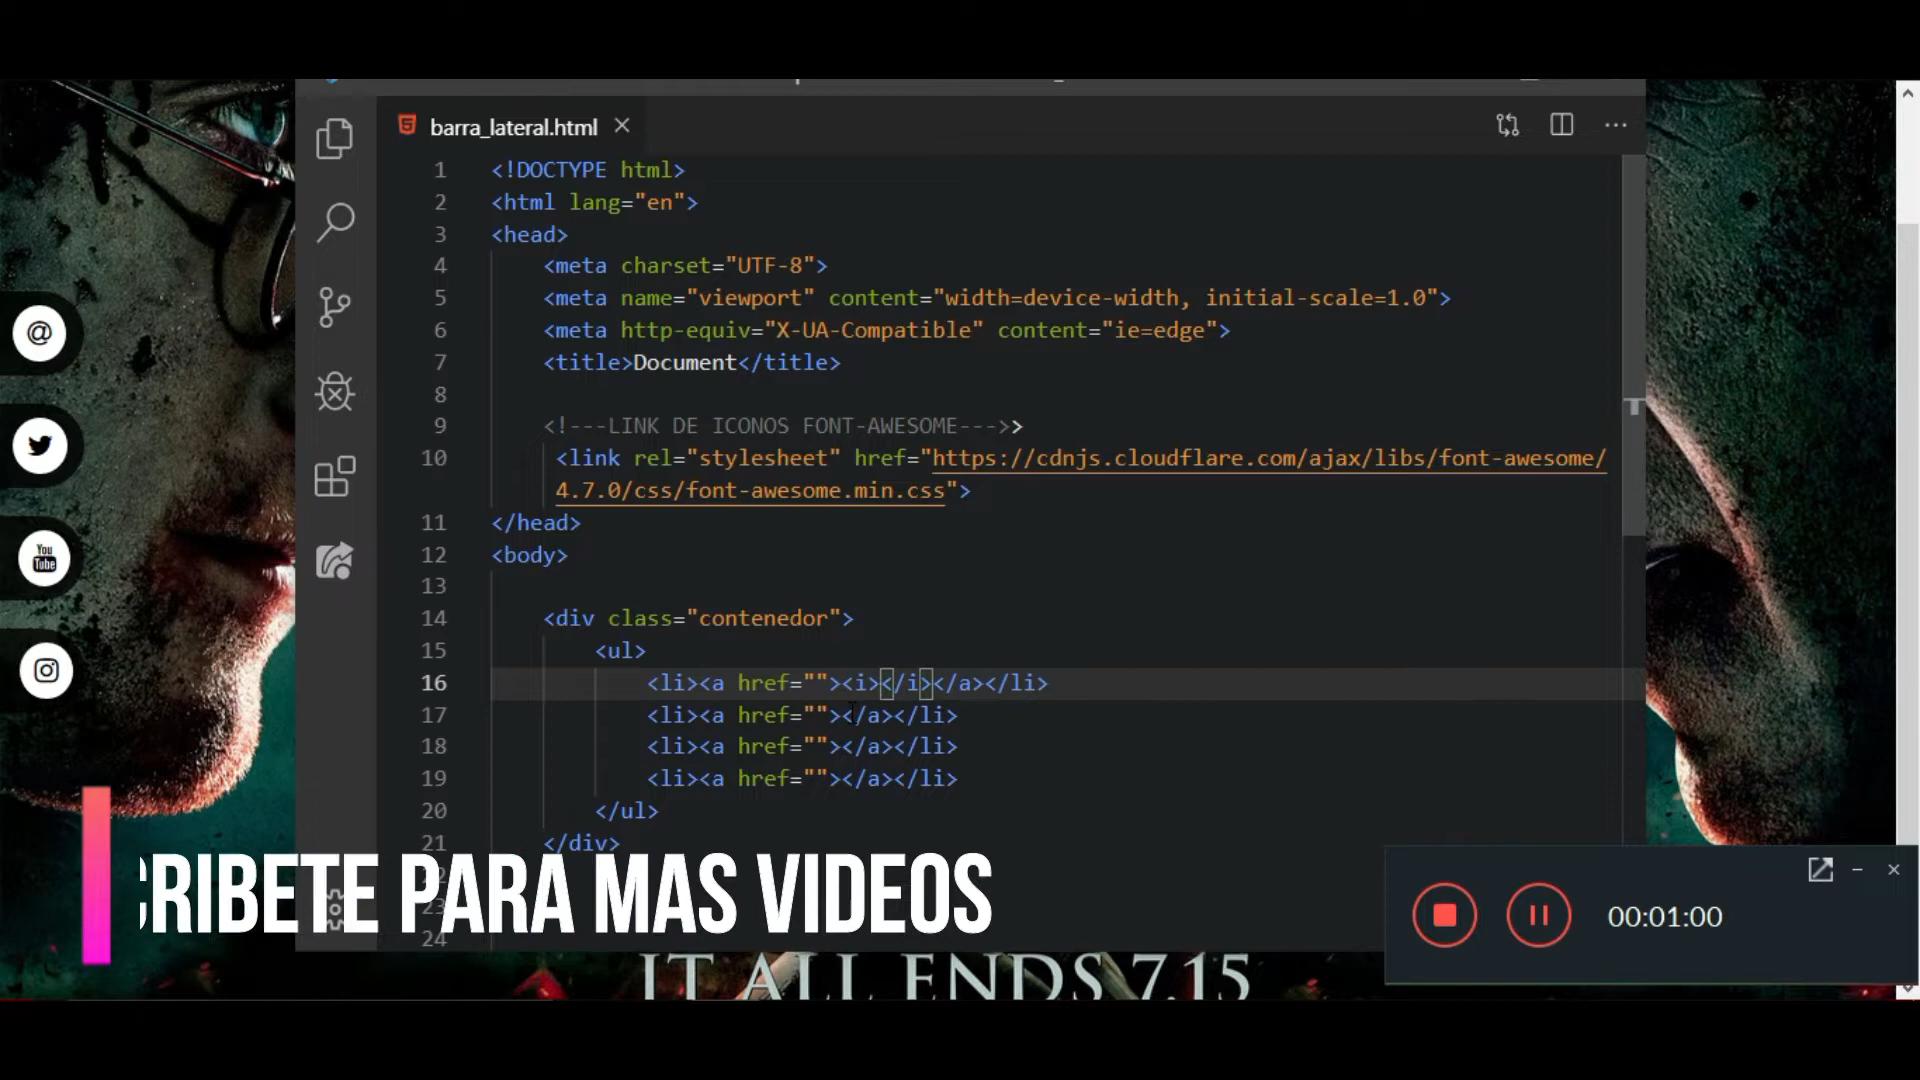 barra_lateral.html
1 <!DOCTYPE html>
2 <html lang="en">
3 <head>
4 <meta charset="UTF-8">
5 <meta name="viewport" content="width=device-width, initial-scale=1.0">
6 <meta http-equiv="X-UA-Compatible" content="ie=edge">
7 <title>Document</title>
8
9 <!---LINK DE ICONOS FONT-AWESOME--->>
10 <link rel="stylesheet" href="https://cdnjs.cloudflare.com/ajax/libs/font-awesome/
4.7.0/css/font-awesome.min.css">
11 </head>
12 <body>
13
14 <div class="contenedor">
15 <ul>
16 <li><a href=""><i></i></a></li>
17 <li><a href=""></a></li>
18 <li><a href=""></a></li>
19 <li><a href=""></a></li>
20 </ul>
21 </div>
23
24
@
You
Tube
CRIBETE PARA MAS VIDEOS
00:01:00
IT ALL ENDS 7.15